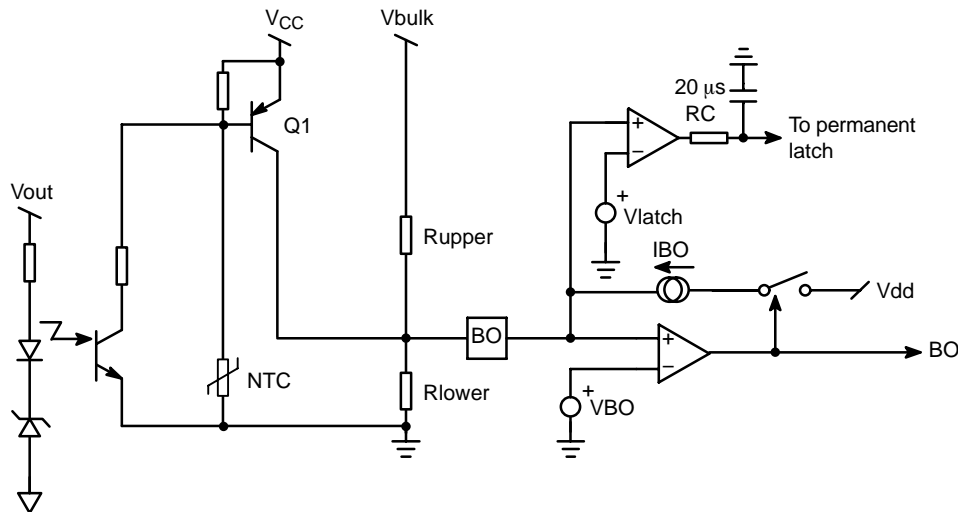 VCC
Vbulk
20 μs
RC
Q1
To permanent
latch
Vout
Vlatch
Rupper
IBO
Vdd
BO
BO
NTC
Rlower
VBO
+
−
+
+
−
+